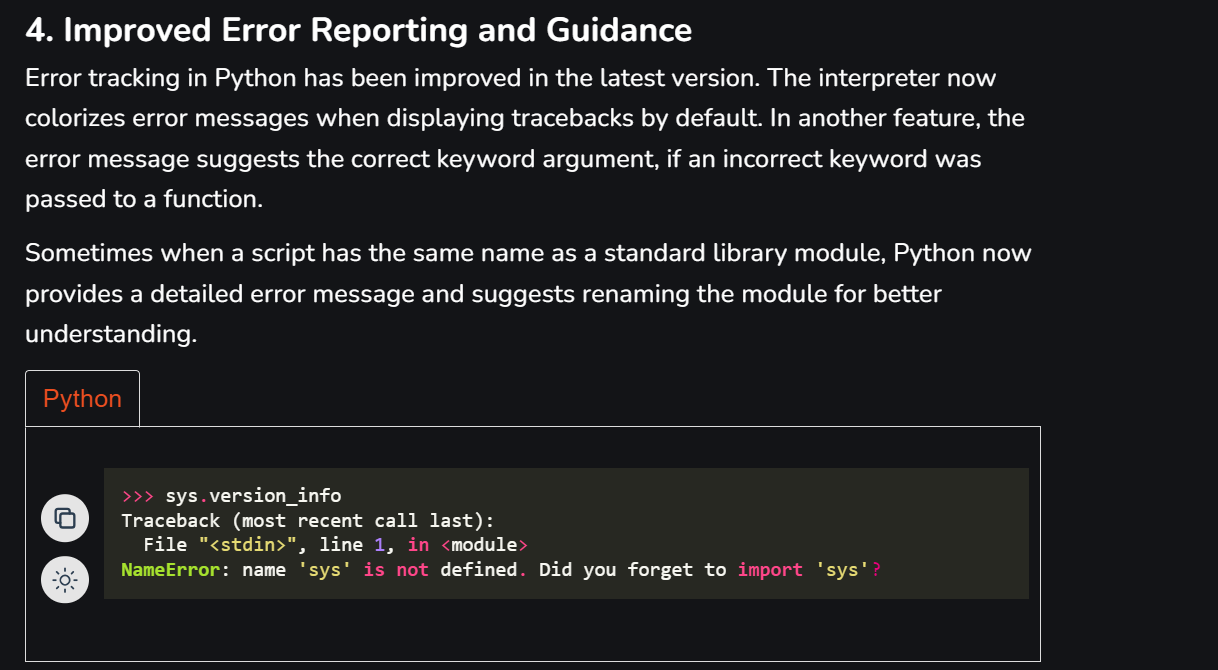 4. Improved Error Reporting and Guidance
Error tracking in Python has been improved in the latest version. The interpreter now
colorizes error messages when displaying tracebacks by default. In another feature, the
error message suggests the correct keyword argument, if an incorrect keyword was
passed to a function.
Sometimes when a script has the same name as a standard library module, Python now
provides a detailed error message and suggests renaming the module for better
understanding.
Python
>>> sys.version_info
Traceback (most recent call last):
  File "<stdin>", line 1, in <module>
NameError: name 'sys' is not defined. Did you forget to import 'sys'?